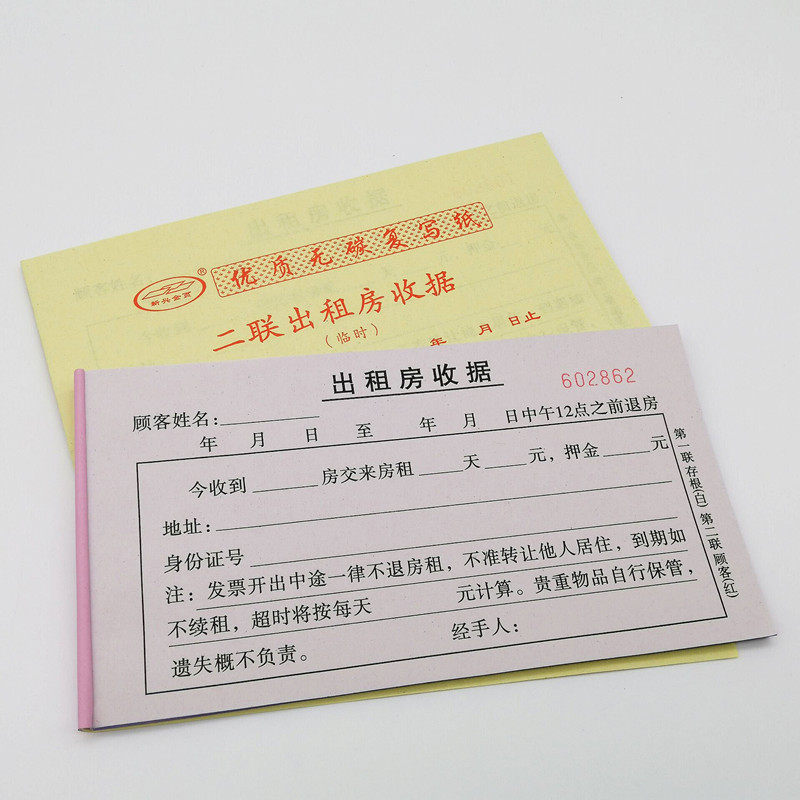 优质无碳复写纸
新兴金贡 ®
二联出租房收据
(临时)
年 月 日止
出租房收据
602862
顾客姓名:
年 月 日 至 年 月 日中午12点之前退房
今收到 房交来房租 天 元,押金 元
地址:
身份证号
注:发票开出中途一律不退房租,不准转让他人居住,到期如
不续租,超时将按每天 元计算。贵重物品自行保管,
遗失概不负责。 经手人:
第一联存根(白) 第二联顾客(红)